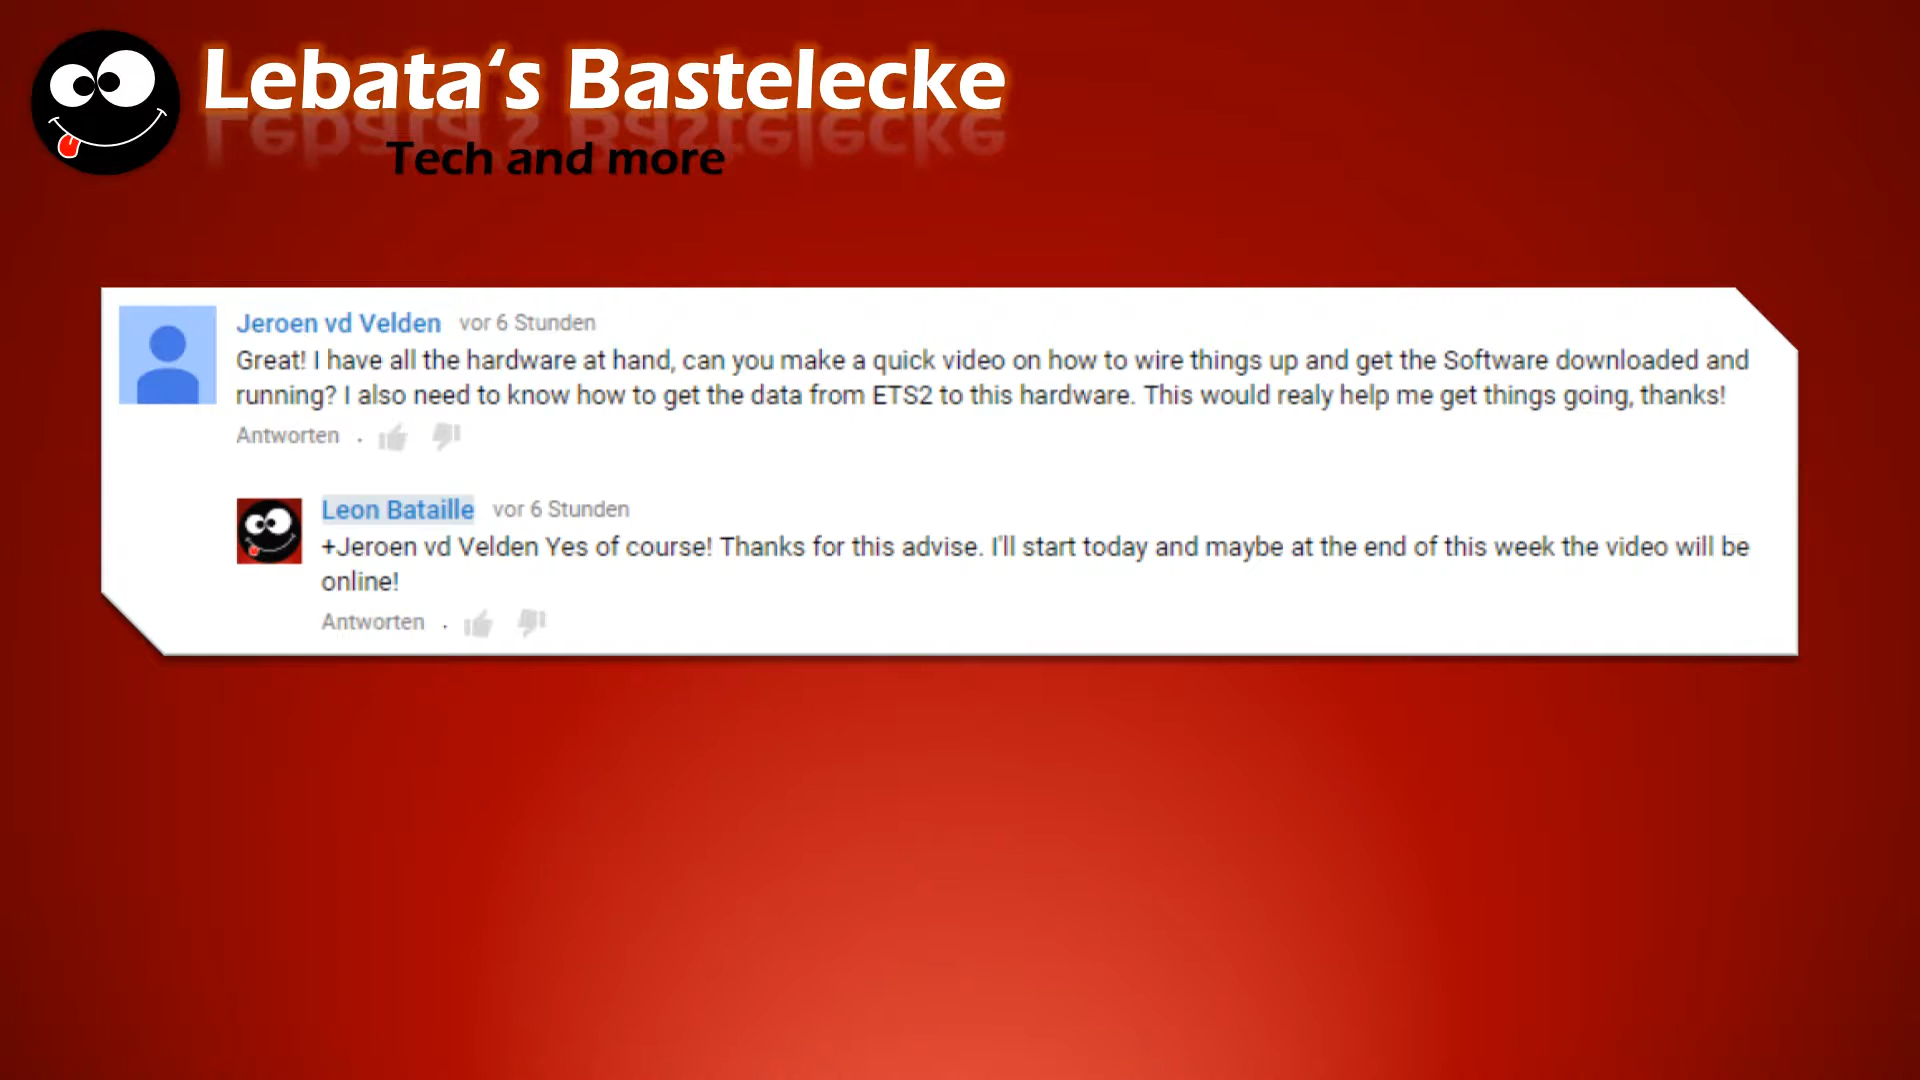 Lebata‘s Bastelecke
Tech and more
Jeroen vd Velden vor 6 Stunden
Great! I have all the hardware at hand, can you make a quick video on how to wire things up and get the Software downloaded and
running? I also need to know how to get the data from ETS2 to this hardware. This would realy help me get things going, thanks!
Antworten .
Leon Bataille vor 6 Stunden
+Jeroen vd Velden Yes of course! Thanks for this advise. I'll start today and maybe at the end of this week the video will be
online!
Antworten .